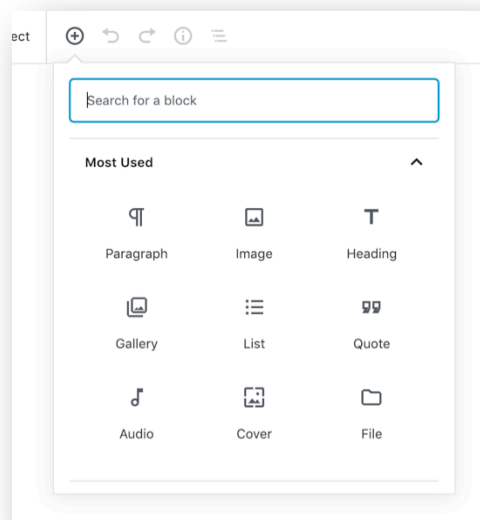 ect
Search for a block
Most Used
Paragraph Image Heading
Gallery List Quote
Audio Cover File